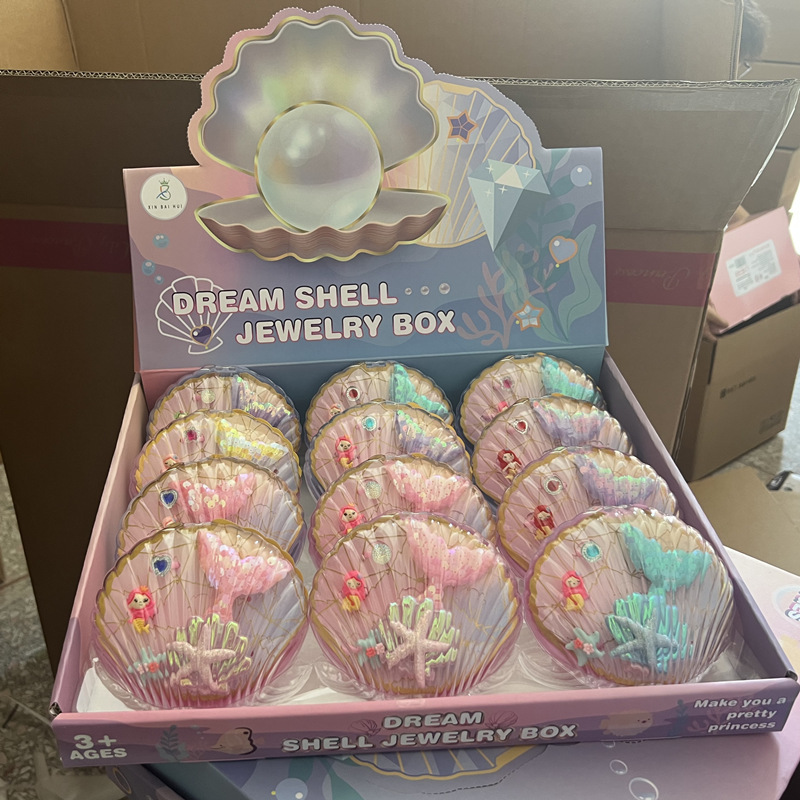 XIN BAI HUI
DREAM SHELL
JEWELRY BOX
3+
AGES
DREAM
SHELL JEWELRY BOX
Make you a
pretty
princess